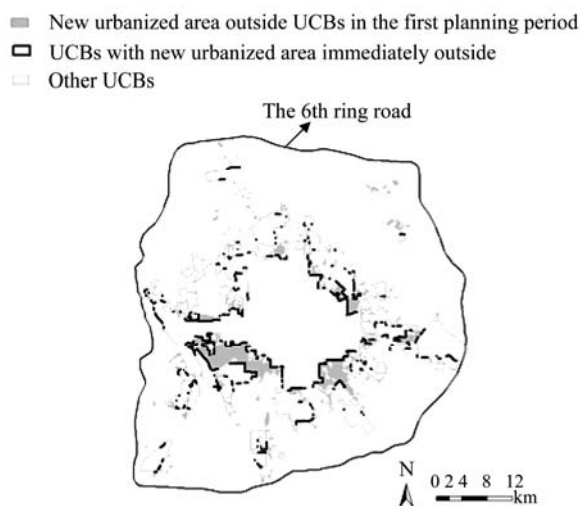 New urbanized area outside UCBs in the first planning period
UCBs with new urbanized area immediately outside
Other UCBs
The 6th ring road
N
0 2 4 8 12
km